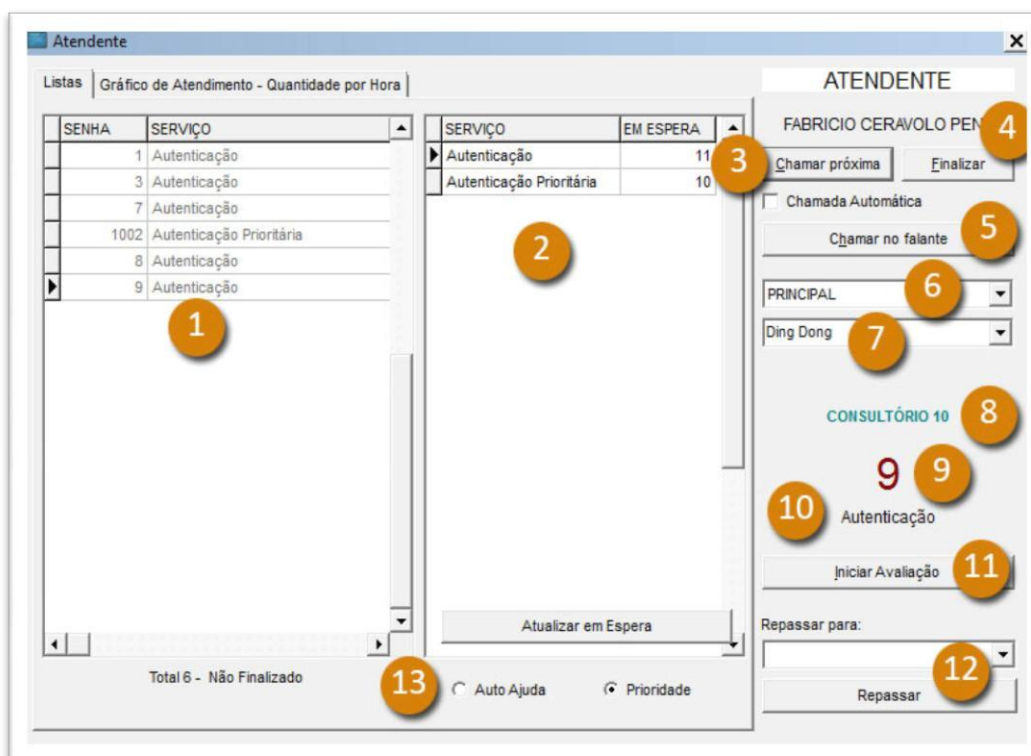 Atendente
Listas
Gráfico de Atendimento - Quantidade por Hora
SENHA SERVIÇO
1 Autenticação
3 Autenticação
7 Autenticação
1002 Autenticação Prioritária
8 Autenticação
9 Autenticação
1
Total 6 - Não Finalizado
SERVIÇO EM ESPERA
Autenticação 11
Autenticação Prioritária 10
2
Atualizar em Espera
13
Auto Ajuda Prioridade
ATENDENTE
FABRICIO CERAVOLO PEN
4
3
Chamar próxima Finalizar
Chamada Automática
Chamar no falante
5
PRINCIPAL
6
Ding Dong
7
CONSULTÓRIO 10
8
9
9
10
Autenticação
Iniciar Avaliação
11
Repassar para:
12
Repassar